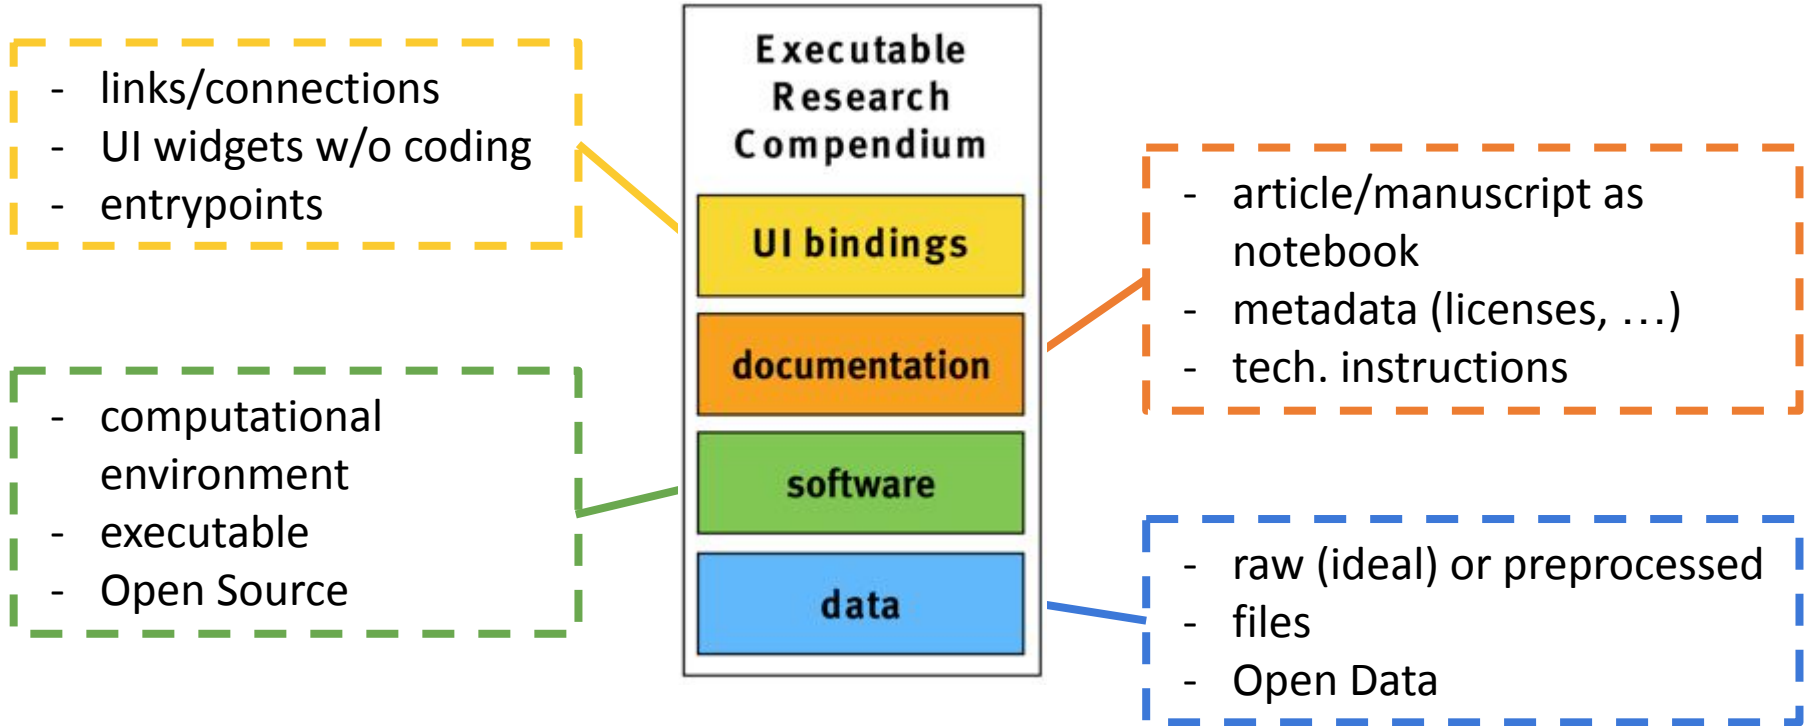 - links/connections
- UI widgets w/o coding
- entrypoints
- computational
environment
- executable
- Open Source
Executable
Research
Compendium
UI bindings
documentation
software
data
- article/manuscript as
notebook
- metadata (licenses, …)
- tech. instructions
- raw (ideal) or preprocessed
- files
- Open Data